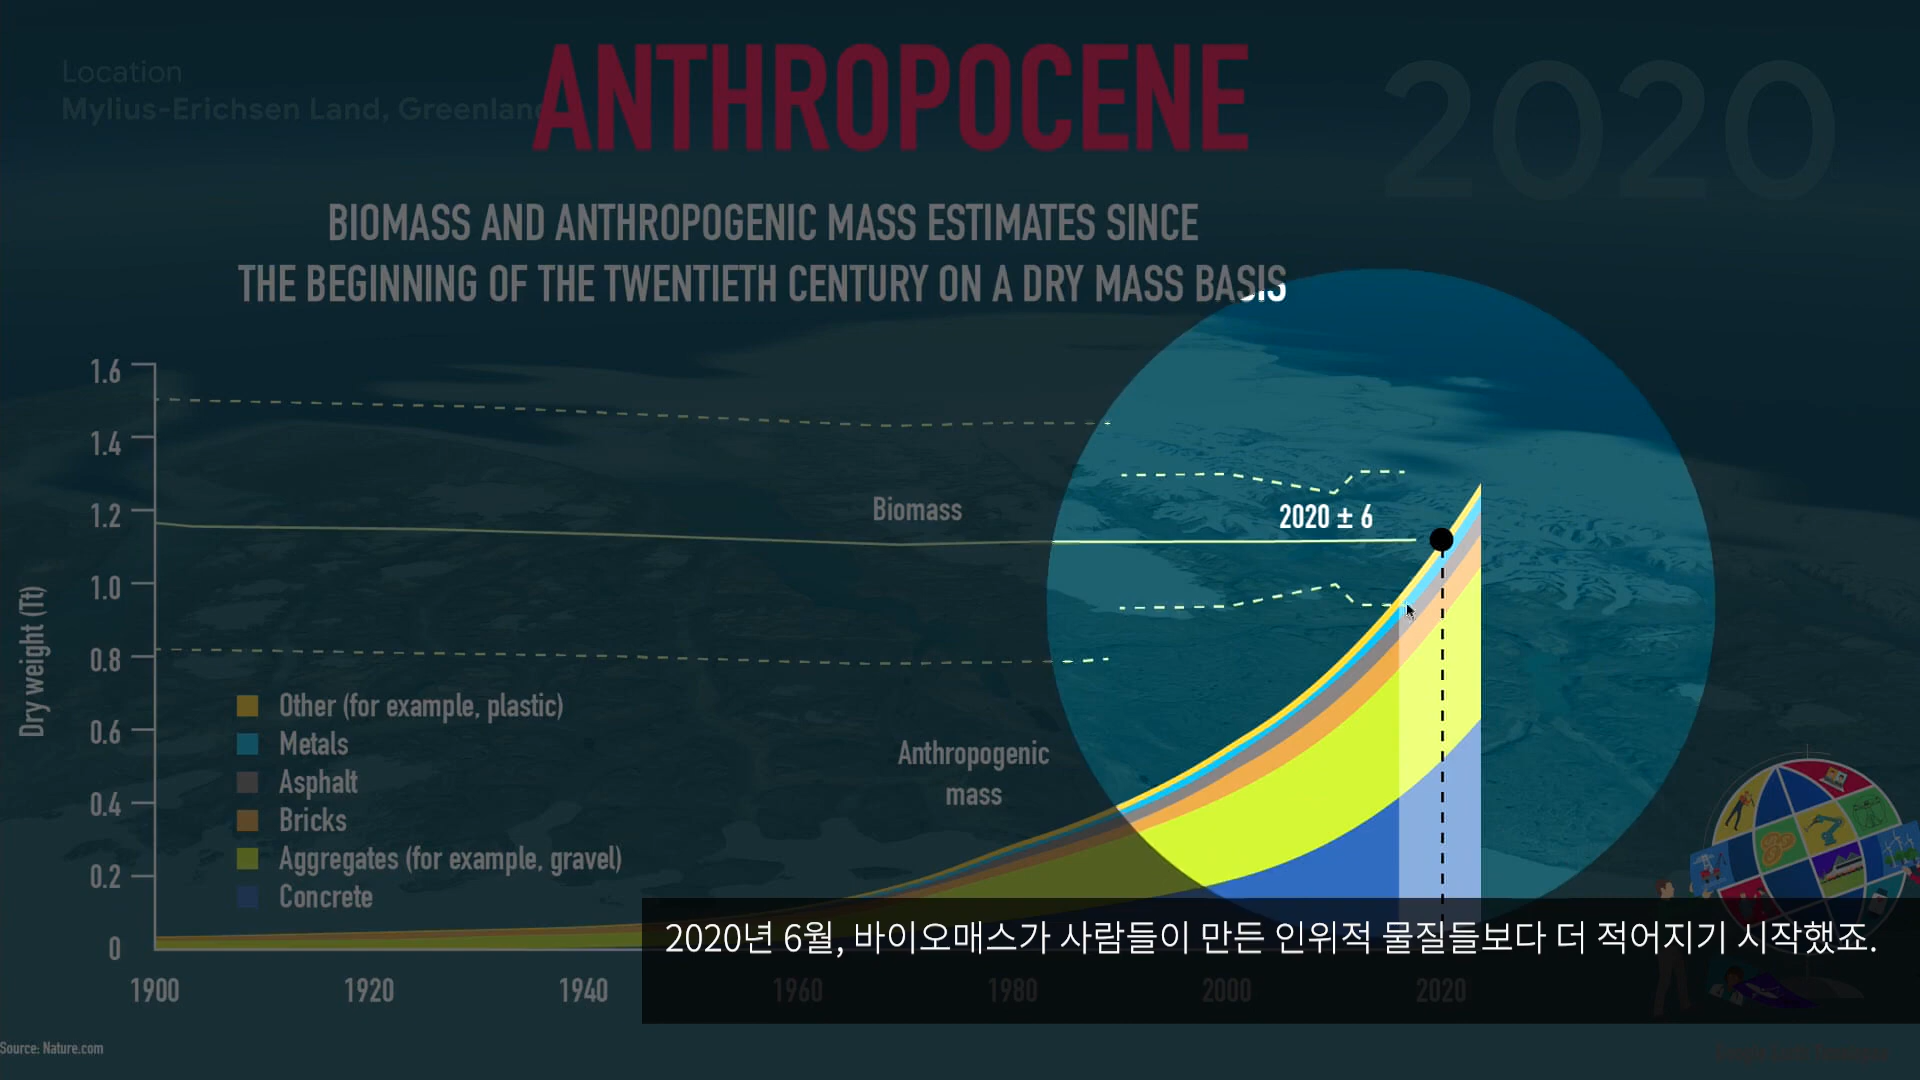 Location
Mylius-Erichsen Land, Greenland
ANTHROPOCENE
2020
BIOMASS AND ANTHROPOGENIC MASS ESTIMATES SINCE
THE BEGINNING OF THE TWENTIETH CENTURY ON A DRY MASS BASIS
Dry weight (Tt)
1.6
1.4
1.2
1.0
0.8
0.6
0.4
0.2
0
Biomass
2020 ± 6
Anthropogenic
mass
Other (for example, plastic)
Metals
Asphalt
Bricks
Aggregates (for example, gravel)
Concrete
2020년 6월, 바이오매스가 사람들이 만든 인위적 물질들보다 더 적어지기 시작했죠.
1900
1920
1940
1960
1980
2000
2020
Source: Nature.com